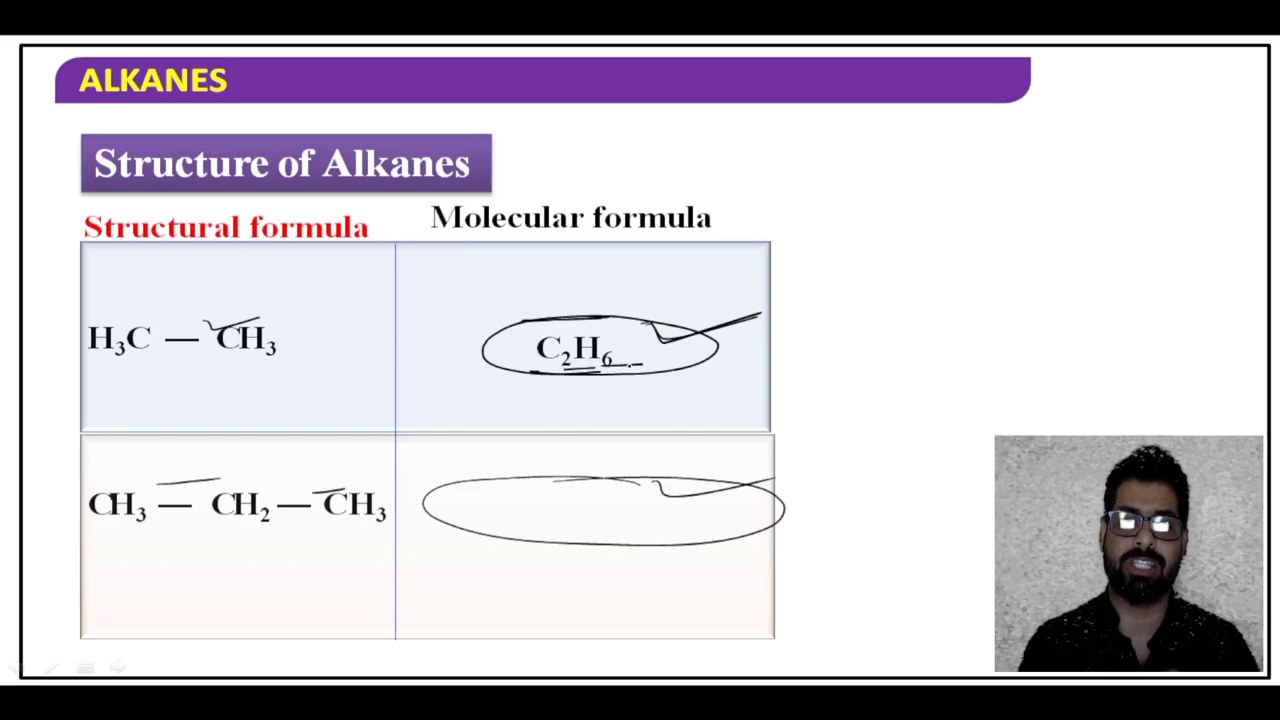 ALKANES
Structure of Alkanes
Structural formula
Molecular formula
H₃C — CH₃
C₂H₆
CH₃ — CH₂ — CH₃